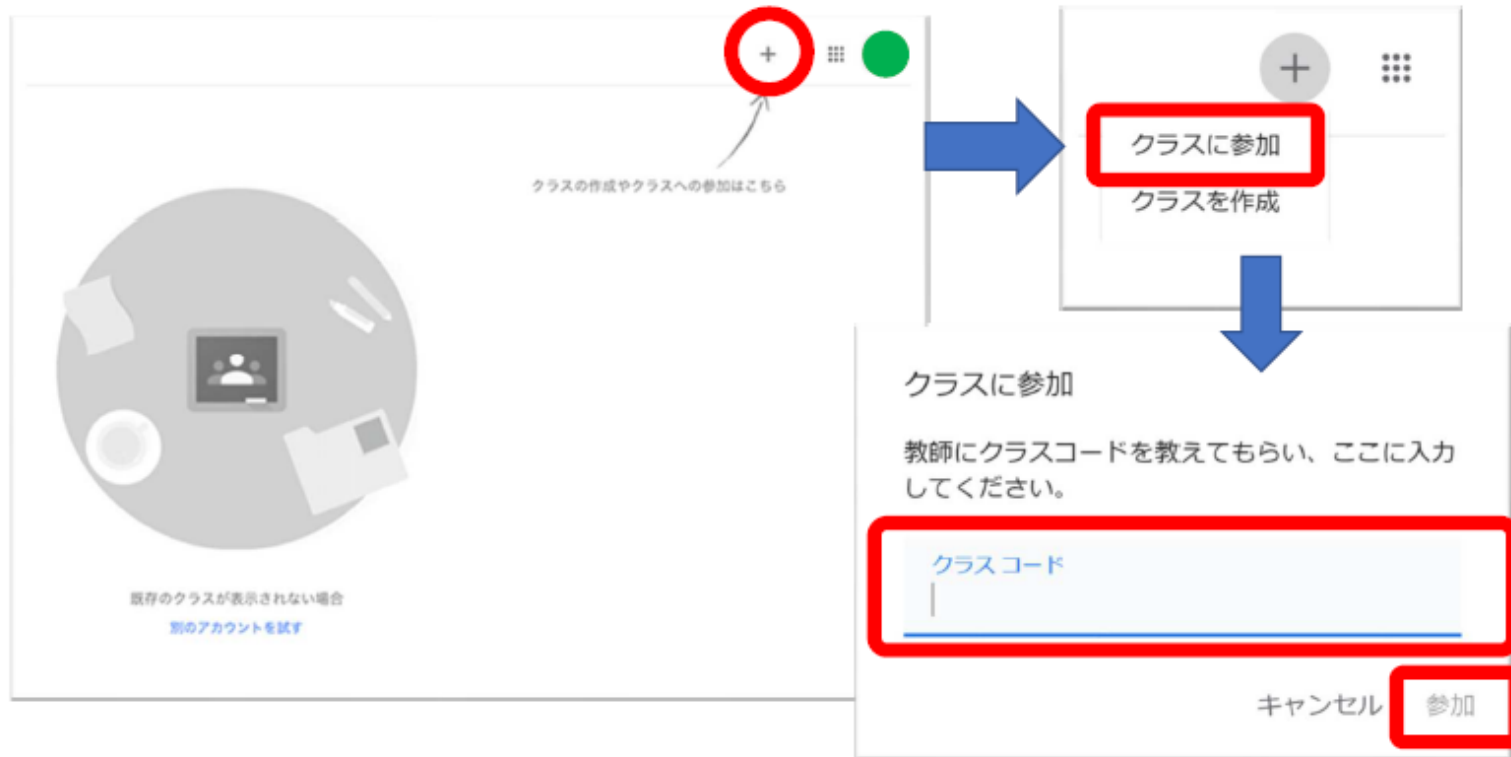 クラスの作成やクラスへの参加はこちら
既存のクラスが表示されない場合
別のアカウントを試す
クラスに参加
クラスを作成
クラスに参加
教師にクラスコードを教えてもらい、ここに入力
してください。
クラス コード
キャンセル 参加